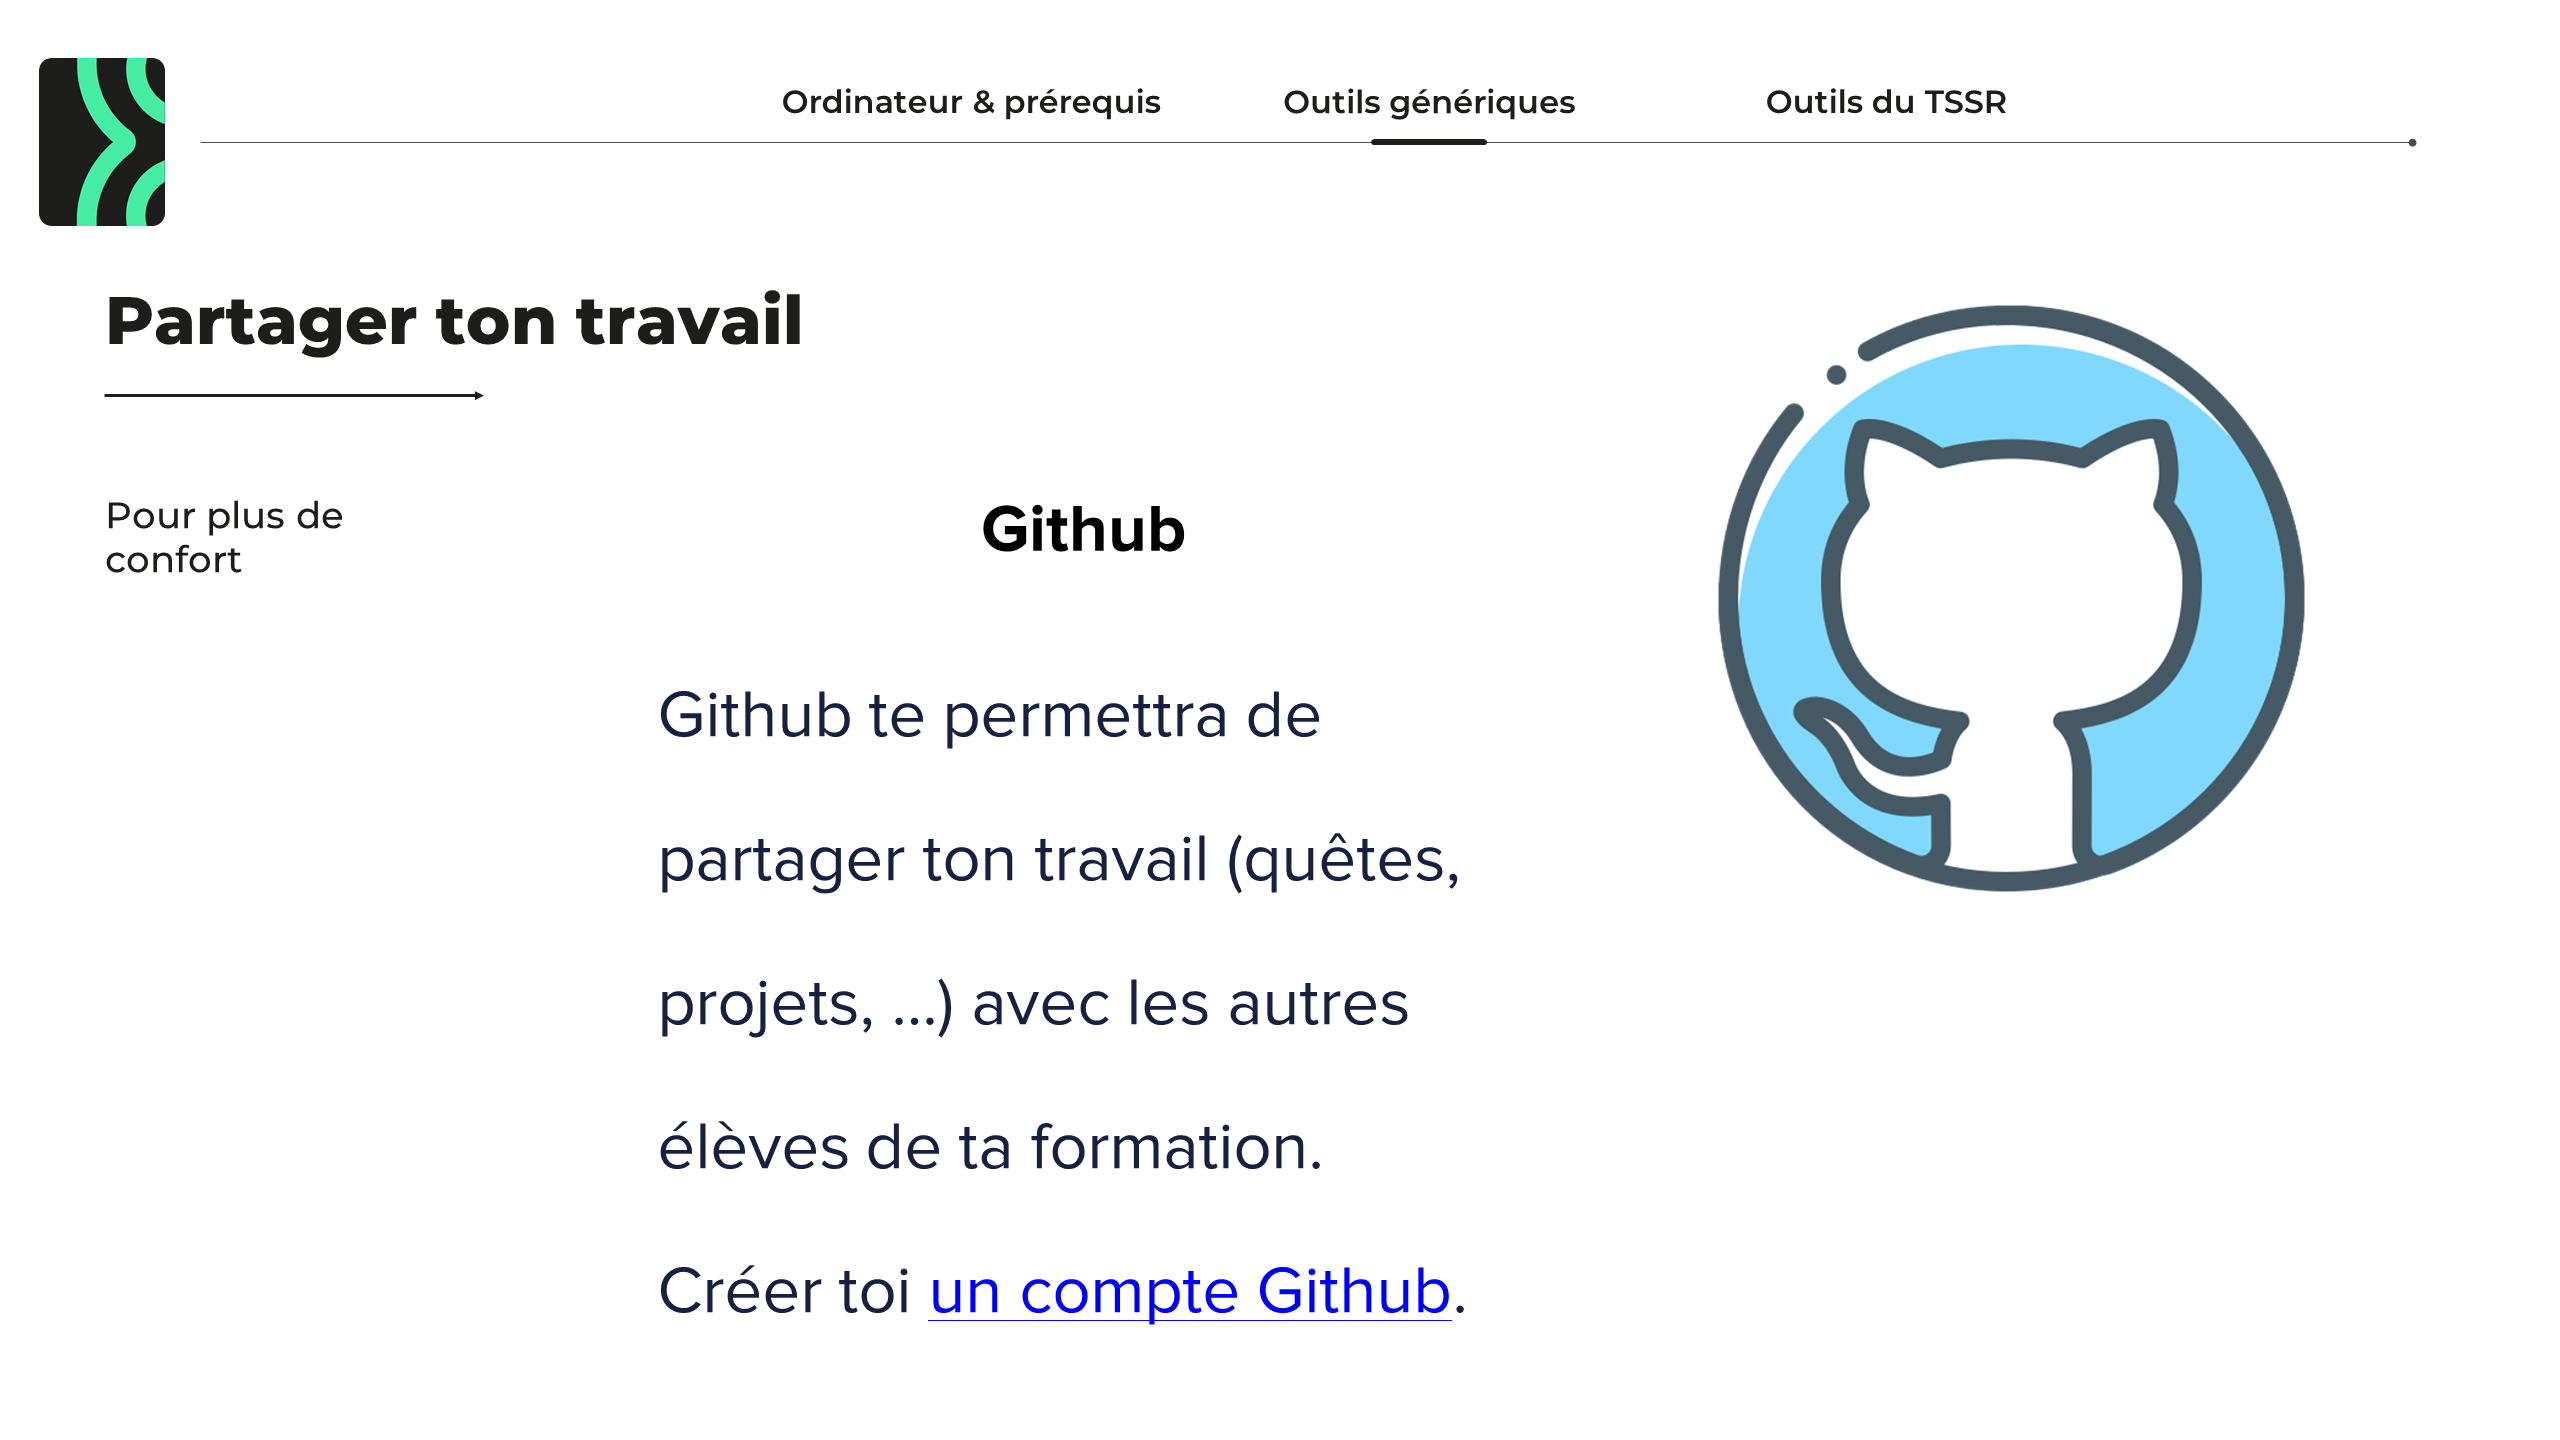 Ordinateur & prérequis
Outils génériques
Outils du TSSR
Partager ton travail
Pour plus de
confort
Github
Github te permettra de
partager ton travail (quêtes,
projets, ...) avec les autres
élèves de ta formation.
Créer toi un compte Github.